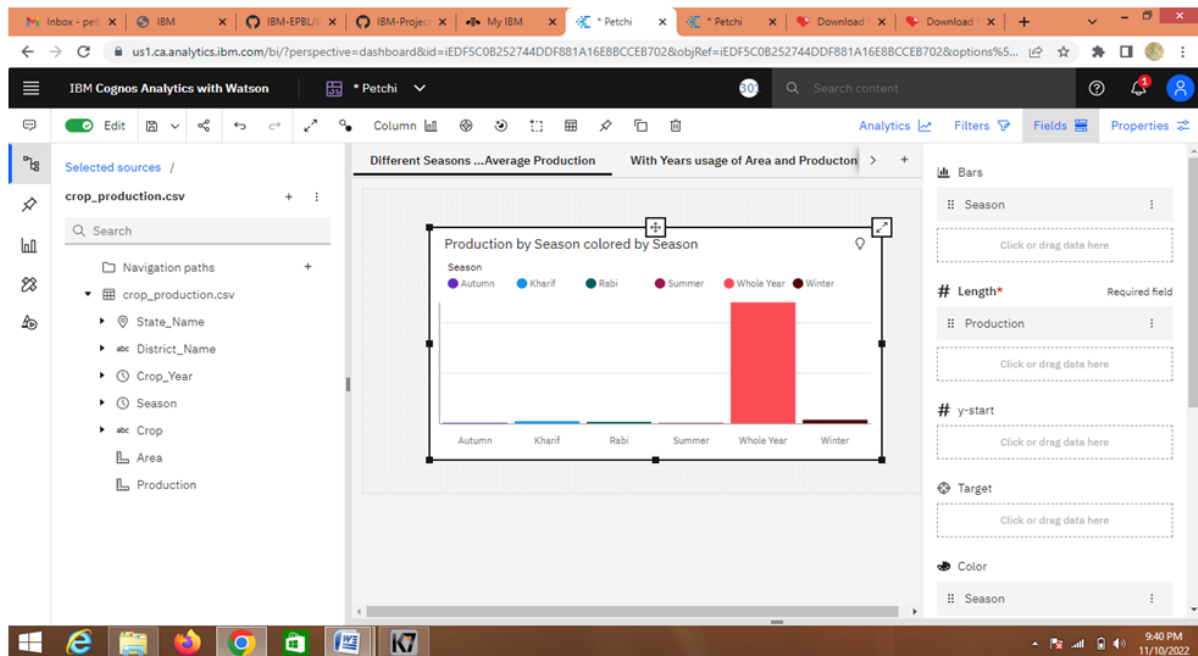 Inbox - pet
IBM
IBM-EPBL/I
IBM-Projec
My IBM
* Petchi
* Petchi
Download
Download
us1.ca.analytics.ibm.com/bi/?perspective=dashboard&id=iEDF5C0B252744DDF881A16E8BCCEB702&objRef=iEDF5C0B252744DDF881A16E8BCCEB702&options%5...
IBM Cognos Analytics with Watson
* Petchi
301
Search content
1
Edit
Column
Analytics
Filters
Fields
Properties
Selected sources /
crop_production.csv
Search
Navigation paths
crop_production.csv
State_Name
abc District_Name
Crop_Year
Season
abc Crop
Area
Production
Different Seasons ...Average Production
With Years usage of Area and Producton
Production by Season colored by Season
Season
Autumn Kharif Rabi Summer Whole Year Winter
Autumn Kharif Rabi Summer Whole Year Winter
Bars
Season
Click or drag data here
# Length* Required field
Production
Click or drag data here
# y-start
Click or drag data here
Target
Click or drag data here
Color
Season
K7
9:40 PM
11/10/2022